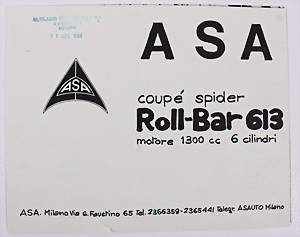 ASA
ASA
coupé spider
Roll-Bar 613
motore 1300 cc 6 cilindri
ASA. Milano Via G. Faustino 65 Tel. 2366389-2365441 Telegr. ASAUTO Milano